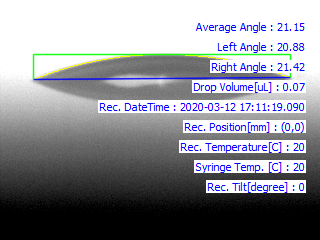 Average Angle : 21.15
Left Angle : 20.88
Right Angle : 21.42
Drop Volume[uL] : 0.07
Rec. DateTime : 2020-03-12 17:11:19.090
Rec. Position[mm] : (0,0)
Rec. Temperature[C] : 20
Syringe Temp. [C] : 20
Rec. Tilt[degree] : 0